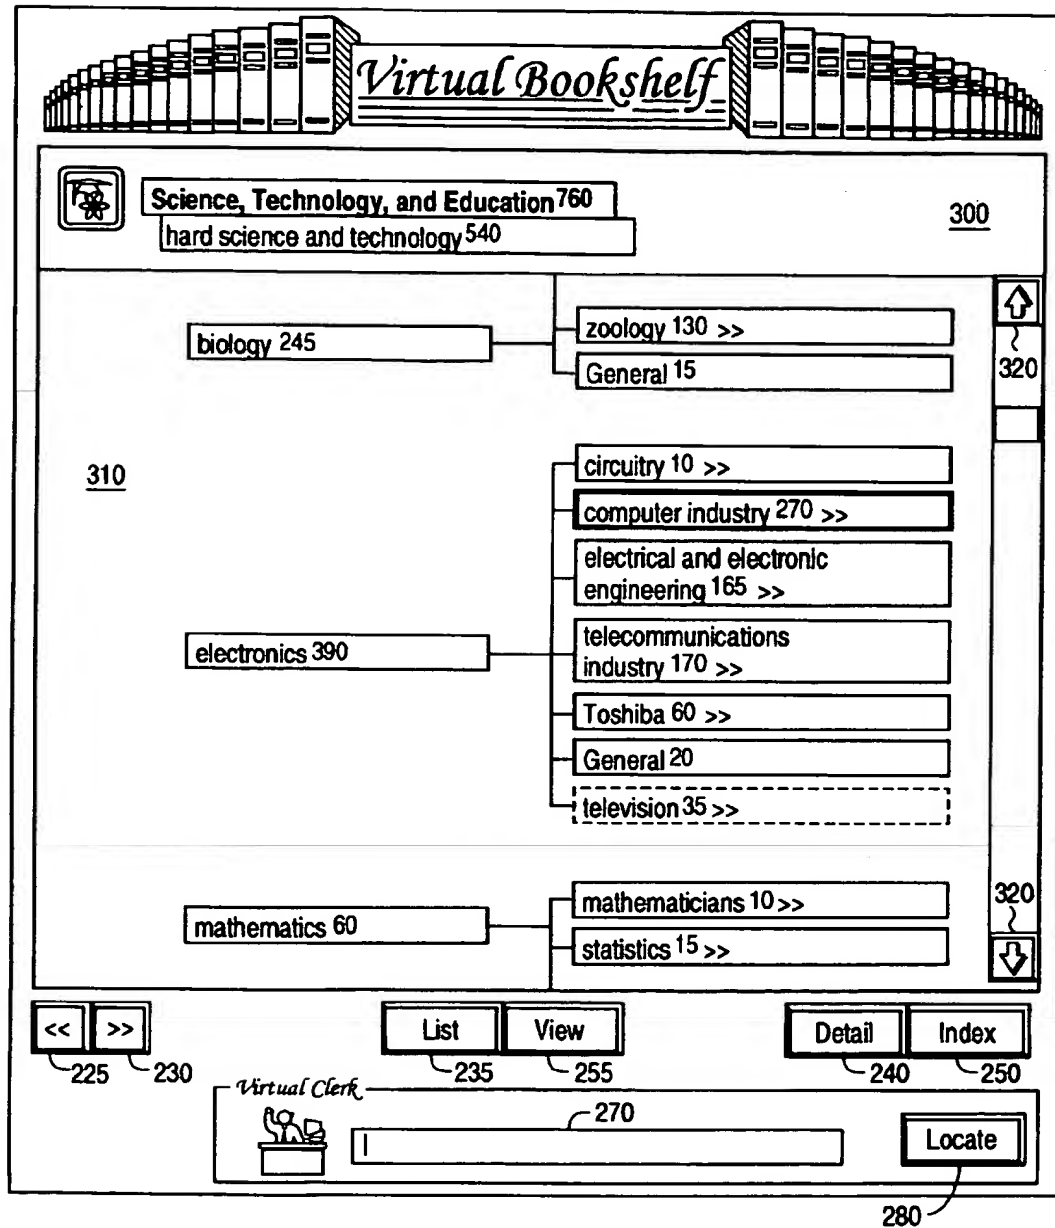 Virtual Bookshelf
Science, Technology, and Education 760
hard science and technology 540
300
biology 245
zoology 130 >>
General 15
320
310
circuitry 10 >>
computer industry 270 >>
electrical and electronic
engineering 165 >>
electronics 390
telecommunications
industry 170 >>
Toshiba 60 >>
General 20
television 35 >>
mathematics 60
mathematicians 10 >>
statistics 15 >>
320
<< >> List View Detail Index
225 230 235 255 240 250
Virtual Clerk
270
Locate
280